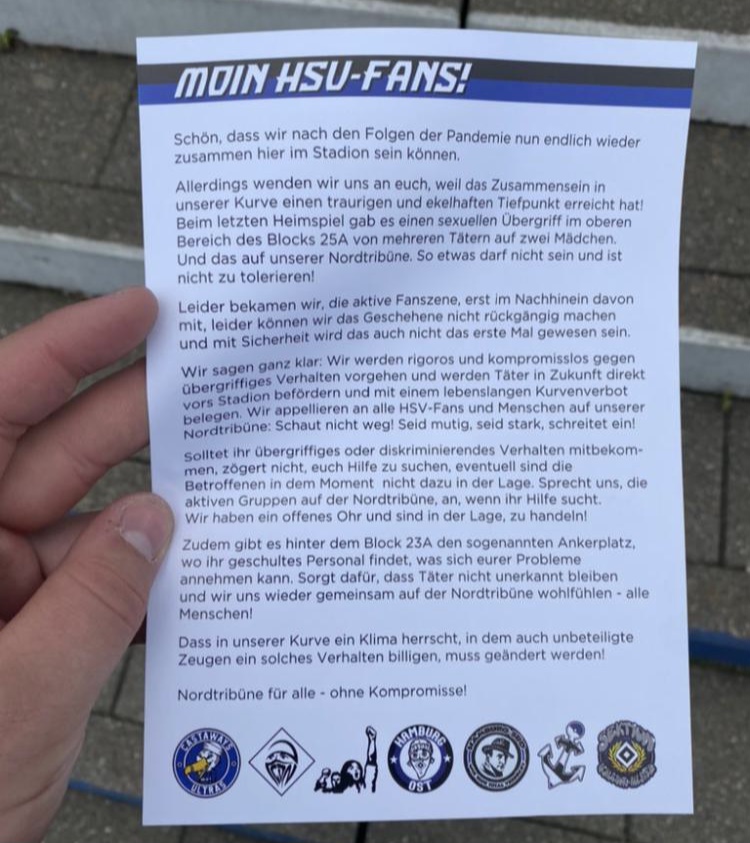 MOIN HSU-FANS!
Schön, dass wir nach den Folgen der Pandemie nun endlich wieder
zusammen hier im Stadion sein können.
Allerdings wenden wir uns an euch, weil das Zusammensein in
unserer Kurve einen traurigen und ekelhaften Tiefpunkt erreicht hat!
Beim letzten Heimspiel gab es einen sexuellen Übergriff im oberen
Bereich des Blocks 25A von mehreren Tätern auf zwei Mädchen.
Und das auf unserer Nordtribüne. So etwas darf nicht sein und ist
nicht zu tolerieren!
Leider bekamen wir, die aktive Fanszene, erst im Nachhinein davon
mit, leider können wir das Geschehene nicht rückgängig machen
und mit Sicherheit wird das auch nicht das erste Mal gewesen sein.
Wir sagen ganz klar: Wir werden rigoros und kompromisslos gegen
übergriffiges Verhalten vorgehen und werden Täter in Zukunft direkt
vors Stadion befördern und mit einem lebenslangen Kurvenverbot
belegen. Wir appellieren an alle HSV-Fans und Menschen auf unserer
Nordtribüne: Schaut nicht weg! Seid mutig, seid stark, schreitet ein!
Solltet ihr übergriffiges oder diskriminierendes Verhalten mitbekom-
men, zögert nicht, euch Hilfe zu suchen, eventuell sind die
Betroffenen in dem Moment nicht dazu in der Lage. Sprecht uns, die
aktiven Gruppen auf der Nordtribüne, an, wenn ihr Hilfe sucht.
Wir haben ein offenes Ohr und sind in der Lage, zu handeln!
Zudem gibt es hinter dem Block 23A den sogenannten Ankerplatz,
wo ihr geschultes Personal findet, was sich eurer Probleme
annehmen kann. Sorgt dafür, dass Täter nicht unerkannt bleiben
und wir uns wieder gemeinsam auf der Nordtribüne wohlfühlen - alle
Menschen!
Dass in unserer Kurve ein Klima herrscht, in dem auch unbeteiligte
Zeugen ein solches Verhalten billigen, muss geändert werden!
Nordtribüne für alle - ohne Kompromisse!
CASTAWAYS
ULTRAS
HAMBURG
OST